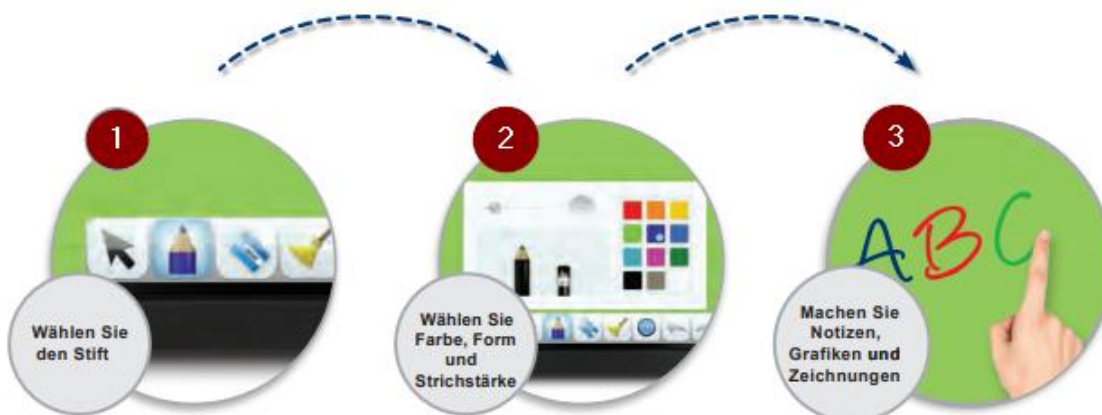 1
Wählen Sie
den Stift
2
Wählen Sie
Farbe, Form
und
Strichstärke
3
ABC
Machen Sie
Notizen,
Grafiken und
Zeichnungen